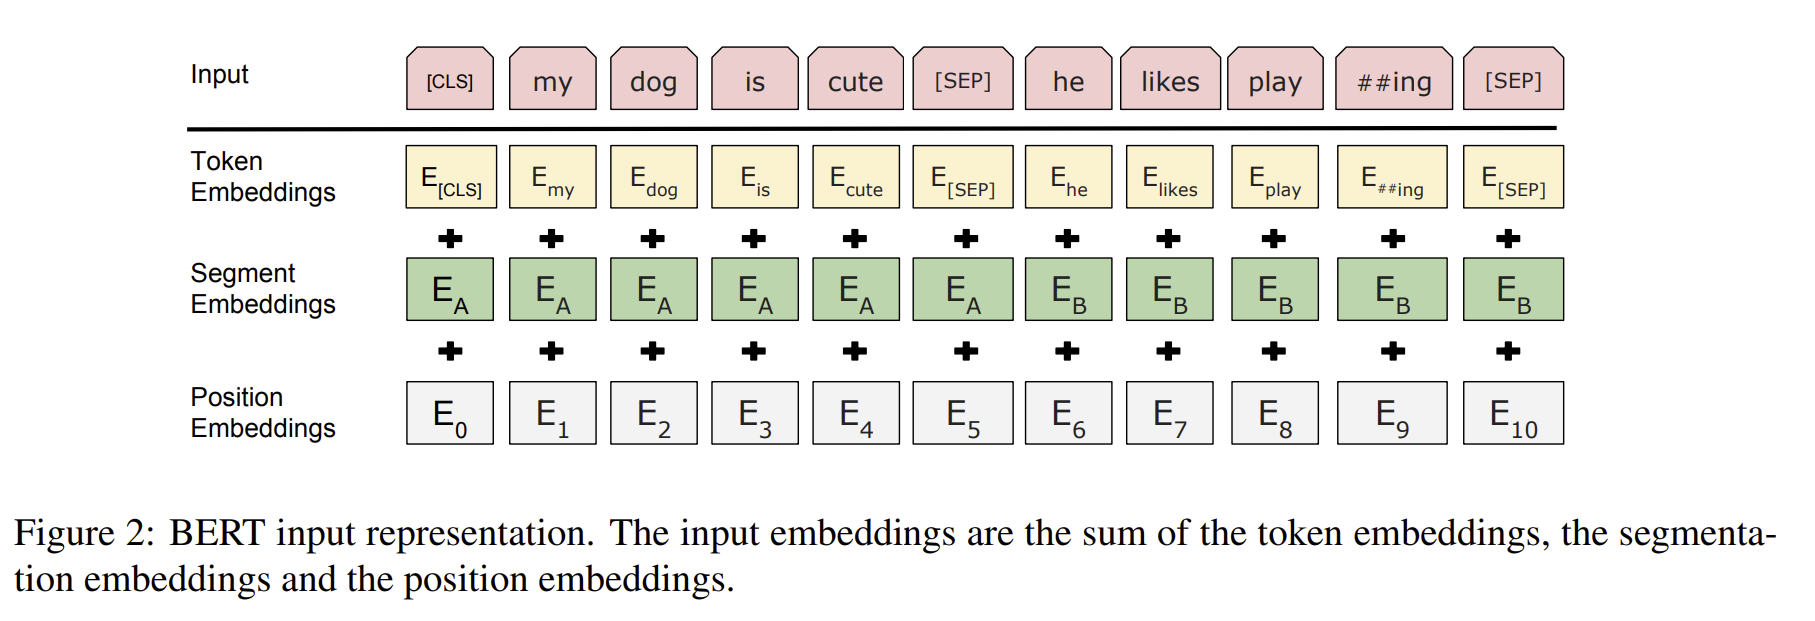 Input [CLS] my dog is cute [SEP] he likes play ##ing [SEP]
Token
Embeddings E[CLS] Emy Edog Eis Ecute E[SEP] Ehe Elikes Eplay E##ing E[SEP]
+ + + + + + + + + + +
Segment
Embeddings EA EA EA EA EA EA EB EB EB EB EB
+ + + + + + + + + + +
Position
Embeddings E0 E1 E2 E3 E4 E5 E6 E7 E8 E9 E10
Figure 2: BERT input representation. The input embeddings are the sum of the token embeddings, the segmenta-
tion embeddings and the position embeddings.